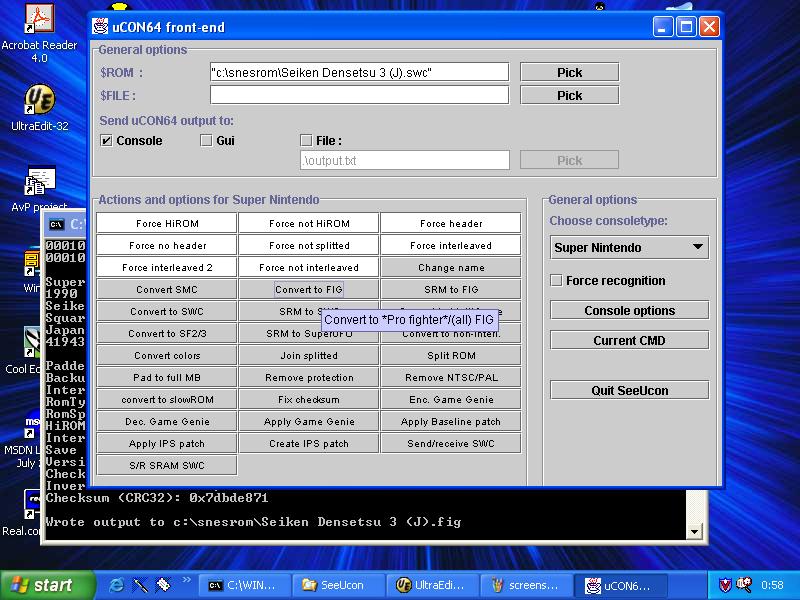 Acrobat Reader
4.0
UltraEdit-32
AvP project
Win
Cool E
MSDN L
July
Real.co
uCON64 front-end
General options
$ROM :
"c:\snesrom\Seiken Densetsu 3 (J).swc"
Pick
$FILE :
Pick
Send uCON64 output to:
Console
Gui
File :
.\output.txt
Pick
Actions and options for Super Nintendo
Force HiROM
Force not HiROM
Force header
Force no header
Force not splitted
Force interleaved
Force interleaved 2
Force not interleaved
Change name
Convert SMC
Convert to FIG
SRM to FIG
Convert to SWC
SRM to
Convert to *Pro fighter*/(all) FIG
Convert to SF2/3
SRM to SuperUFO
Convert to non-interl.
Convert colors
Join splitted
Split ROM
Pad to full MB
Remove protection
Remove NTSC/PAL
convert to slowROM
Fix checksum
Enc. Game Genie
Dec. Game Genie
Apply Game Genie
Apply Baseline patch
Apply IPS patch
Create IPS patch
Send/receive SWC
S/R SRAM SWC
General options
Choose consoletype:
Super Nintendo
Force recognition
Console options
Current CMD
Quit SeeUcon
C:
00010
00010
Super
1990
Seike
Squar
Japan
41943
Padde
Backu
Inter
RomTy
RomSp
HiROM
Inter
Save
Versi
Check
Inver
Checksum (CRC32): 0x7dbde871
Wrote output to c:\snesrom\Seiken Densetsu 3 (J).fig
start
C:\WIN...
SeeUcon
UltraEdi...
screens...
uCON6...
0:58